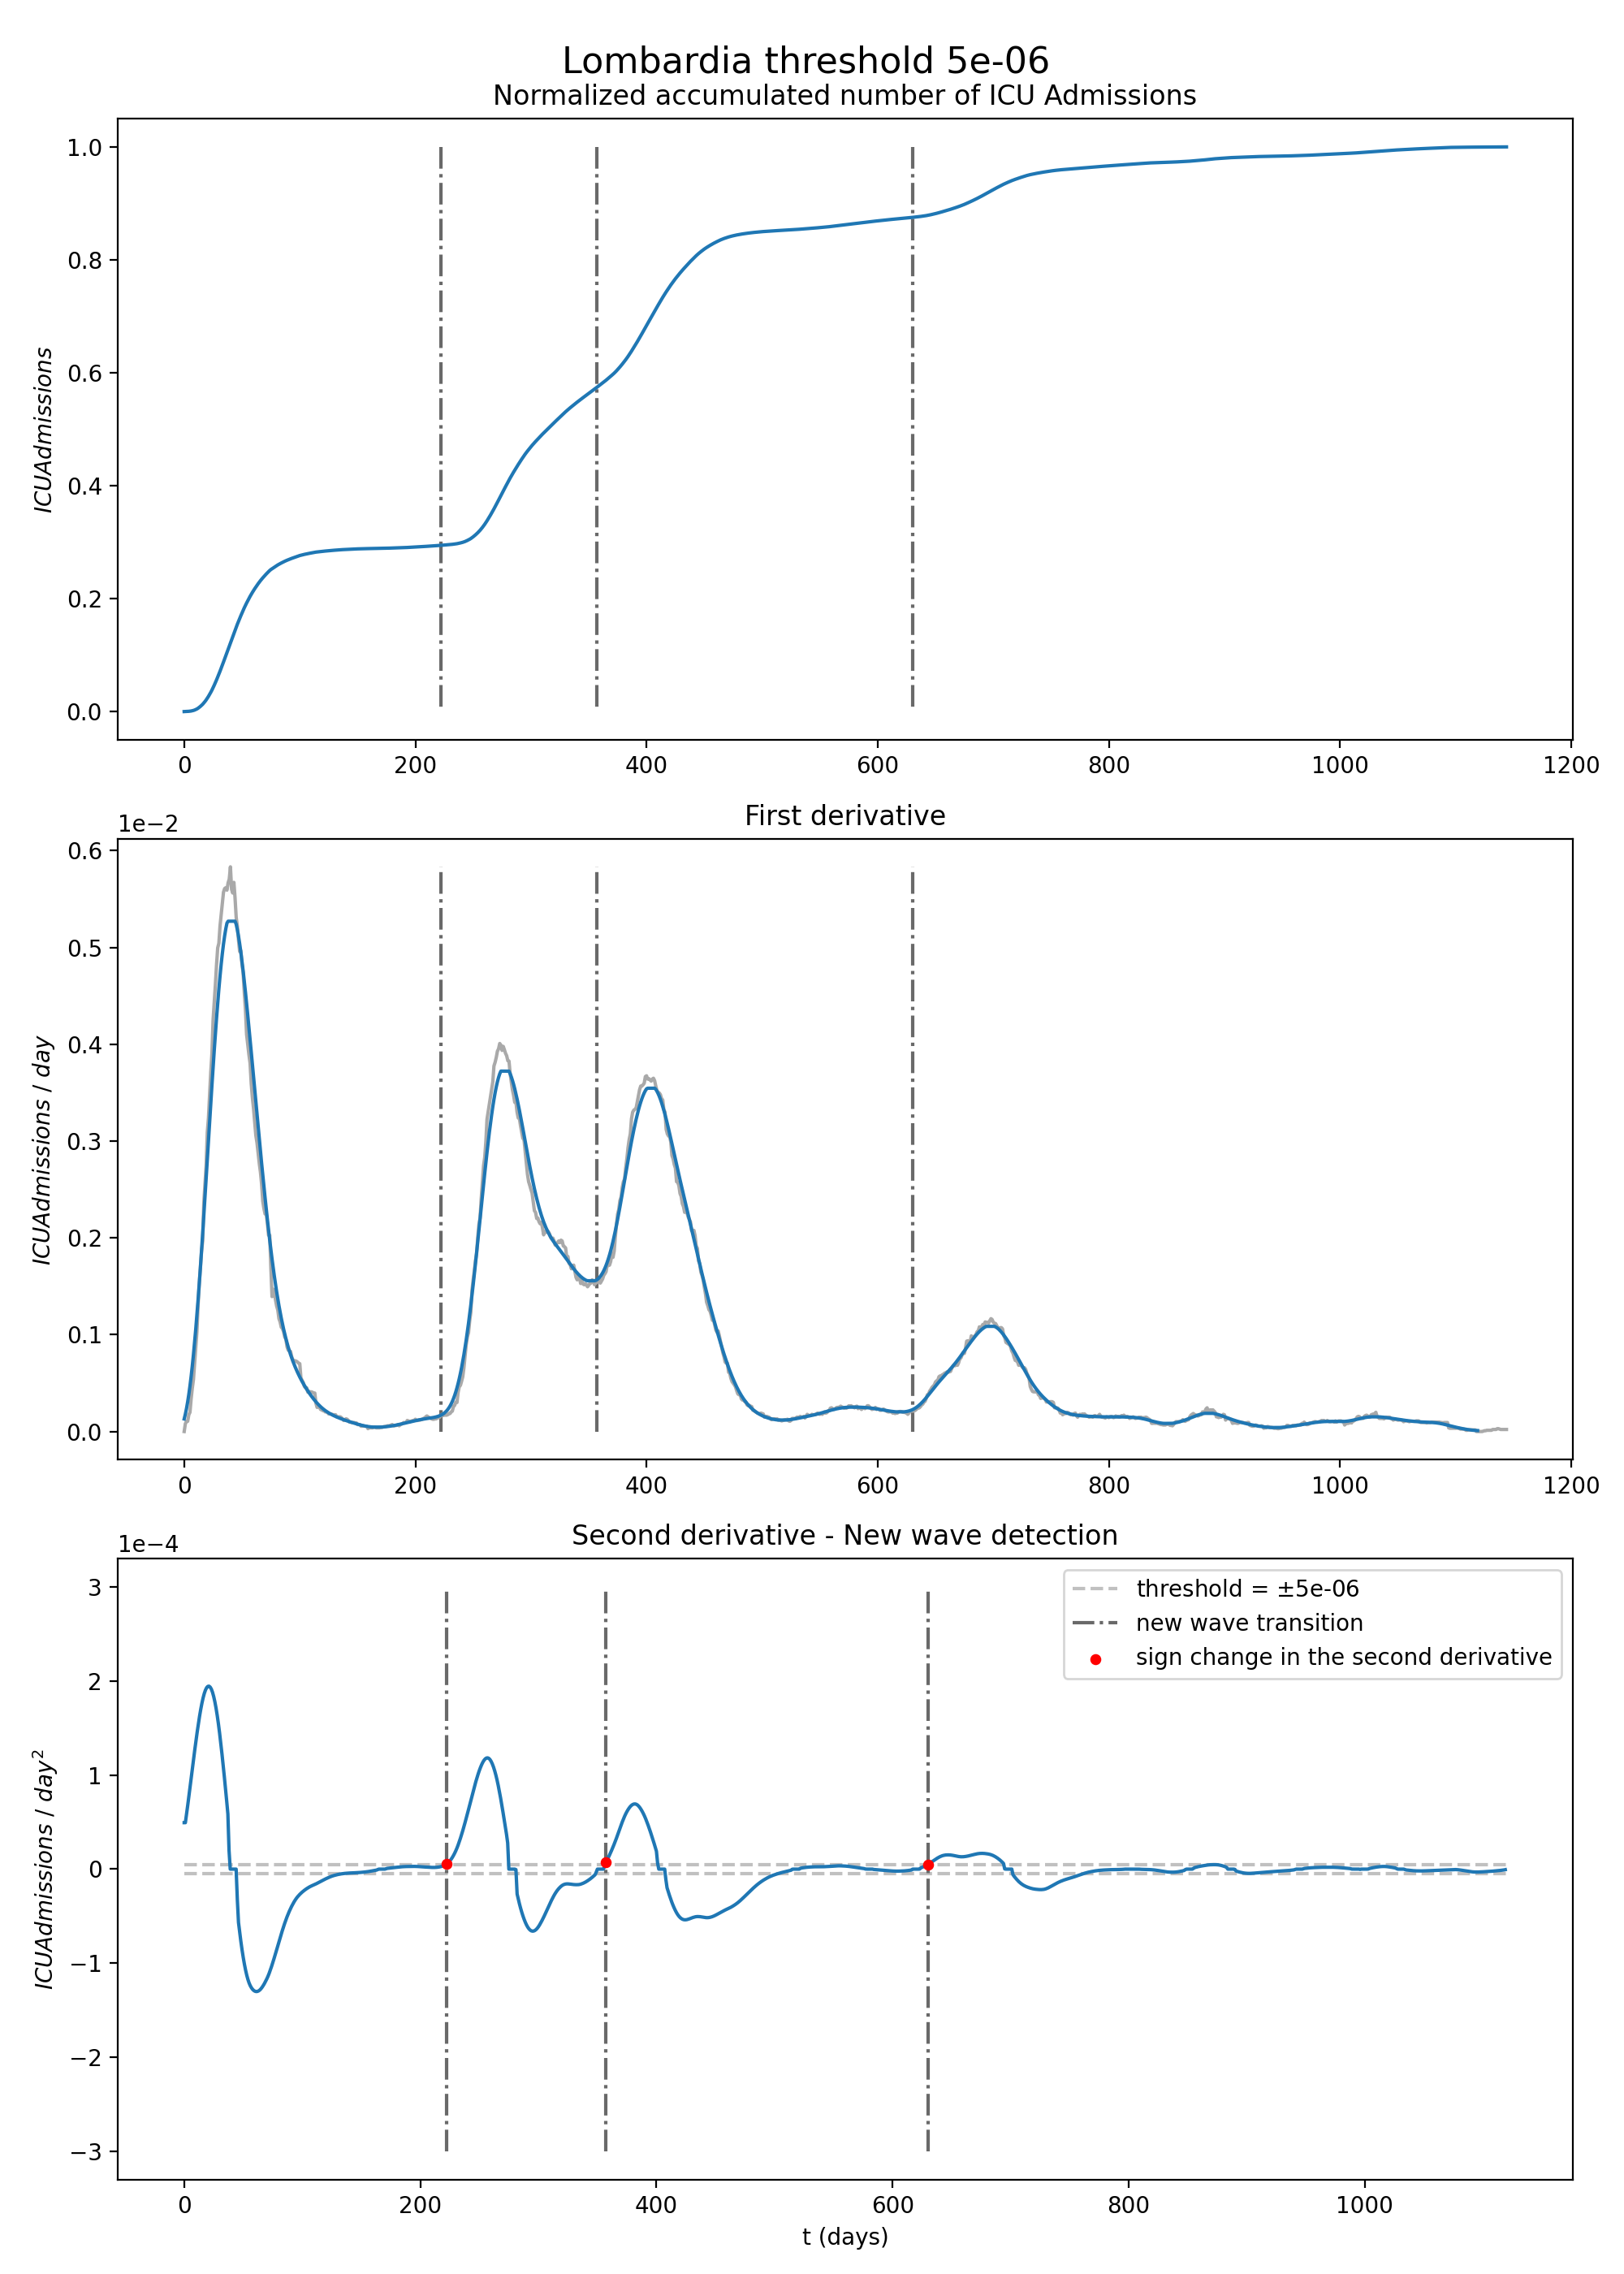 Lombardia threshold 5e-06
Normalized accumulated number of ICU Admissions
1.0
0.8
0.6
0.4
0.2
0.0
ICUAdmissions
0 200 400 600 800 1000 1200
First derivative
1e−2
0.6
0.5
0.4
0.3
0.2
0.1
0.0
ICUAdmissions / day
0 200 400 600 800 1000 1200
Second derivative - New wave detection
1e−4
3
2
1
0
−1
−2
−3
ICUAdmissions / day²
threshold = ±5e-06
new wave transition
sign change in the second derivative
0 200 400 600 800 1000
t (days)